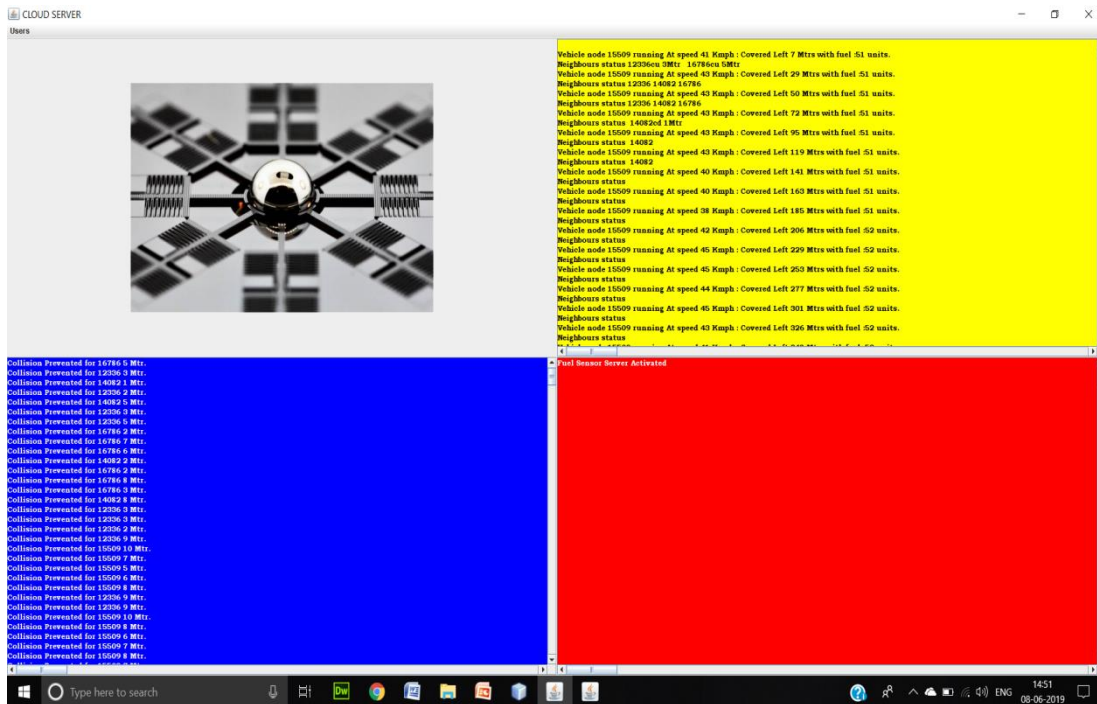 CLOUD SERVER
Users
Vehicle node 15509 running At speed 41 Kmph : Covered Left 7 Mtrs with fuel :51 units.
Neighbours status 12336cu 3Mtr 16786cu 5Mtr
Vehicle node 15509 running At speed 43 Kmph : Covered Left 29 Mtrs with fuel :51 units.
Neighbours status 12336 14082 16786
Vehicle node 15509 running At speed 43 Kmph : Covered Left 50 Mtrs with fuel :51 units.
Neighbours status 12336 14082 16786
Vehicle node 15509 running At speed 43 Kmph : Covered Left 72 Mtrs with fuel :51 units.
Neighbours status 14082cd 1Mtr
Vehicle node 15509 running At speed 43 Kmph : Covered Left 95 Mtrs with fuel :51 units.
Neighbours status 14082
Vehicle node 15509 running At speed 43 Kmph : Covered Left 119 Mtrs with fuel :51 units.
Neighbours status 14082
Vehicle node 15509 running At speed 40 Kmph : Covered Left 141 Mtrs with fuel :51 units.
Neighbours status
Vehicle node 15509 running At speed 40 Kmph : Covered Left 163 Mtrs with fuel :51 units.
Neighbours status
Vehicle node 15509 running At speed 38 Kmph : Covered Left 185 Mtrs with fuel :51 units.
Neighbours status
Vehicle node 15509 running At speed 42 Kmph : Covered Left 206 Mtrs with fuel :52 units.
Neighbours status
Vehicle node 15509 running At speed 45 Kmph : Covered Left 229 Mtrs with fuel :52 units.
Neighbours status
Vehicle node 15509 running At speed 45 Kmph : Covered Left 253 Mtrs with fuel :52 units.
Neighbours status
Vehicle node 15509 running At speed 44 Kmph : Covered Left 277 Mtrs with fuel :52 units.
Neighbours status
Vehicle node 15509 running At speed 45 Kmph : Covered Left 301 Mtrs with fuel :52 units.
Neighbours status
Vehicle node 15509 running At speed 43 Kmph : Covered Left 326 Mtrs with fuel :52 units.
Neighbours status
Collision Prevented for 16786 5 Mtr.
Collision Prevented for 12336 3 Mtr.
Collision Prevented for 14082 1 Mtr.
Collision Prevented for 12336 2 Mtr.
Collision Prevented for 14082 5 Mtr.
Collision Prevented for 12336 3 Mtr.
Collision Prevented for 12336 5 Mtr.
Collision Prevented for 16786 2 Mtr.
Collision Prevented for 16786 7 Mtr.
Collision Prevented for 16786 6 Mtr.
Collision Prevented for 14082 2 Mtr.
Collision Prevented for 16786 2 Mtr.
Collision Prevented for 16786 8 Mtr.
Collision Prevented for 16786 3 Mtr.
Collision Prevented for 14082 8 Mtr.
Collision Prevented for 12336 3 Mtr.
Collision Prevented for 12336 3 Mtr.
Collision Prevented for 12336 2 Mtr.
Collision Prevented for 12336 9 Mtr.
Collision Prevented for 15509 10 Mtr.
Collision Prevented for 15509 7 Mtr.
Collision Prevented for 15509 5 Mtr.
Collision Prevented for 15509 6 Mtr.
Collision Prevented for 15509 8 Mtr.
Collision Prevented for 12336 9 Mtr.
Collision Prevented for 12336 9 Mtr.
Collision Prevented for 15509 10 Mtr.
Collision Prevented for 15509 8 Mtr.
Collision Prevented for 15509 6 Mtr.
Collision Prevented for 15509 7 Mtr.
Collision Prevented for 15509 8 Mtr.
Fuel Sensor Server Activated
Type here to search
Dw
ENG
14:51
08-06-2019